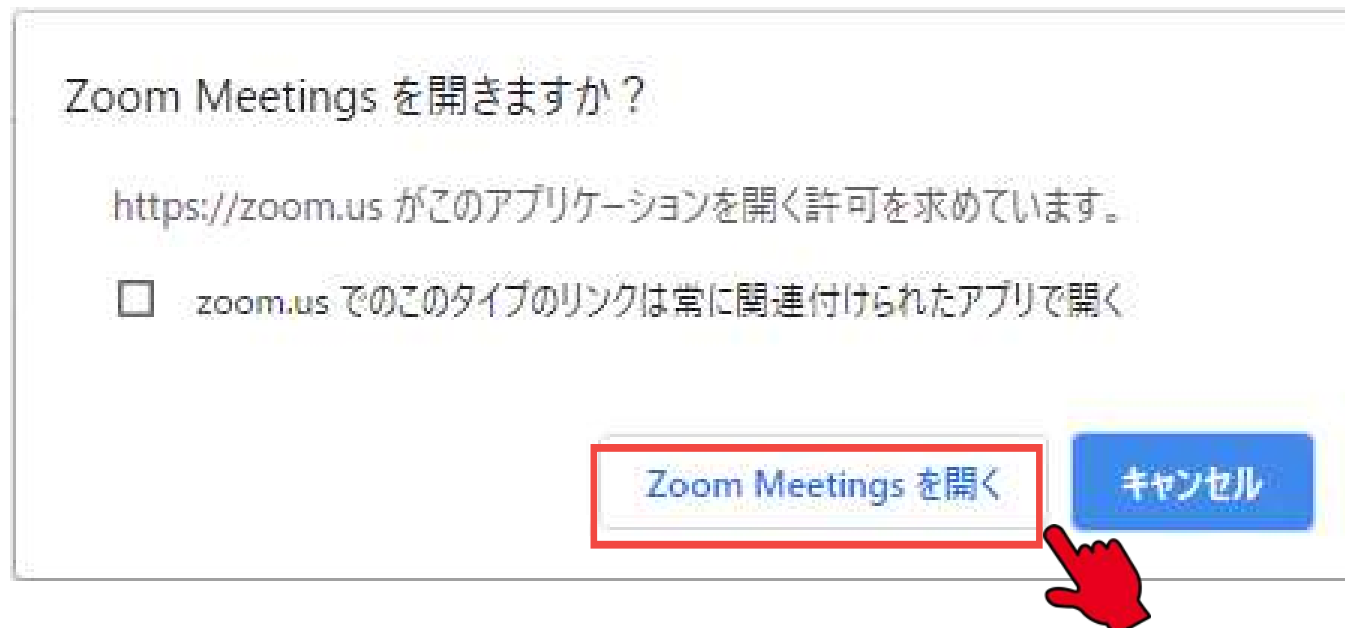 Zoom Meetings を開きますか？
https://zoom.us がこのアプリケーションを開く許可を求めています。
zoom.us でのこのタイプのリンクは常に関連付けられたアプリで開く
Zoom Meetings を開く キャンセル